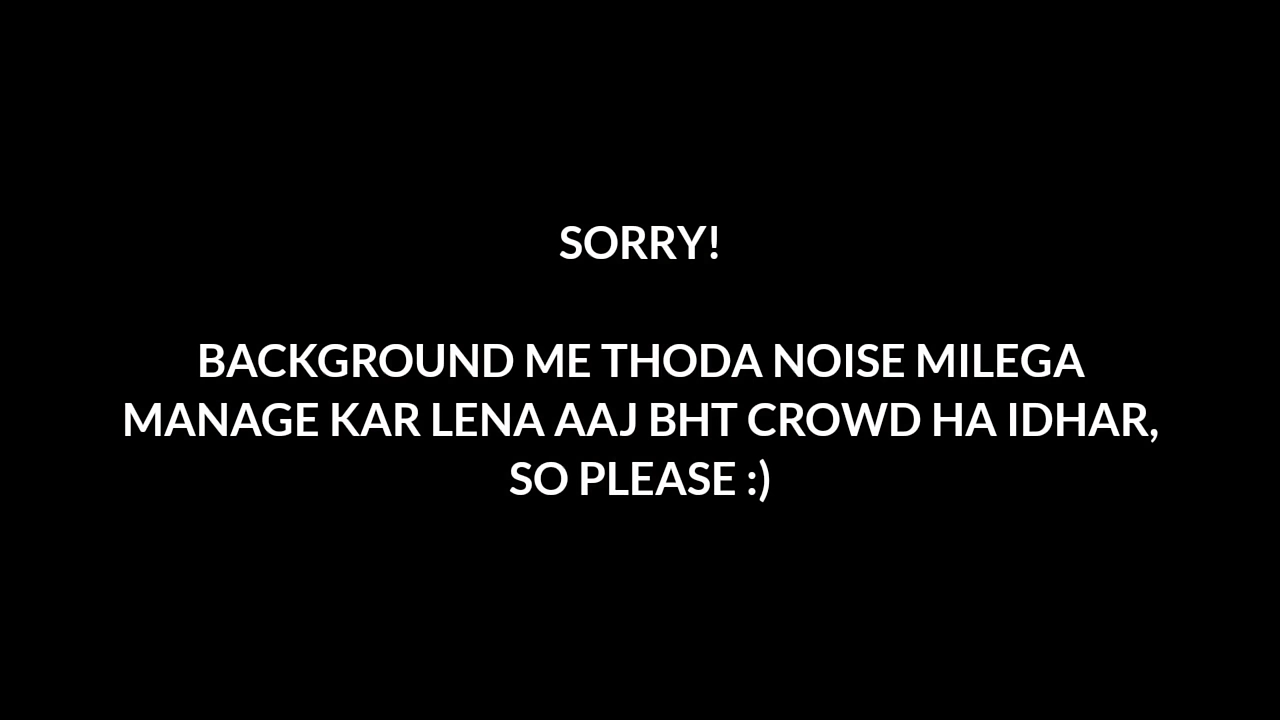 SORRY!
BACKGROUND ME THODA NOISE MILEGA
MANAGE KAR LENA AAJ BHT CROWD HA IDHAR,
SO PLEASE :)